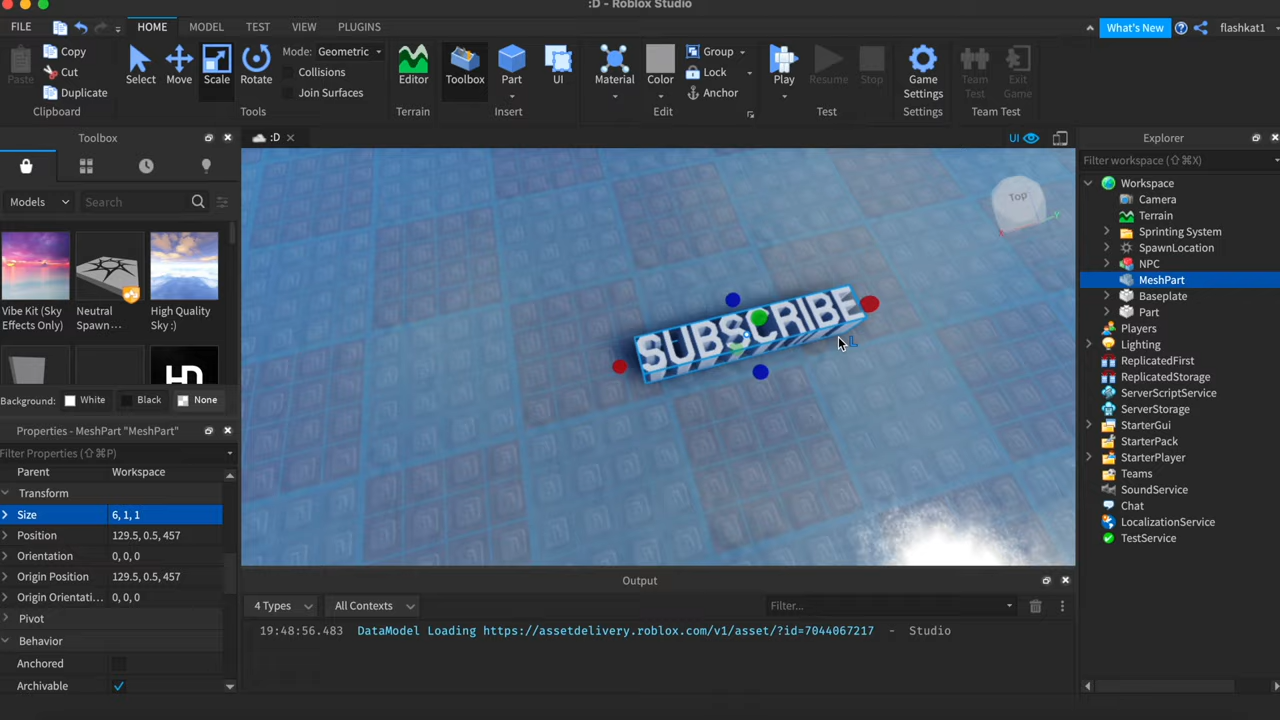 :D - Roblox Studio
FILE HOME MODEL TEST VIEW PLUGINS What's New flashkat1
Paste Copy Cut Duplicate Clipboard
Select Move Scale Rotate Mode: Geometric Collisions Join Surfaces Tools
Editor Terrain
Toolbox Part UI Insert
Material Color Group Lock Anchor Edit
Play Resume Stop Test
Game Settings Settings
Team Test Exit Game Team Test
Toolbox
:D
UI
Explorer
Models Search
Filter workspace (⇧⌘X)
Vibe Kit (Sky Effects Only)
Neutral Spawn...
High Quality Sky :)
HD
Background: White Black None
Properties - MeshPart "MeshPart"
Filter Properties (⇧⌘P)
Parent Workspace
Transform
Size 6, 1, 1
Position 129.5, 0.5, 457
Orientation 0, 0, 0
Origin Position 129.5, 0.5, 457
Origin Orientati... 0, 0, 0
Pivot
Behavior
Anchored
Archivable
SUBSCRIBE
Top
Y
X
L
Workspace
Camera
Terrain
Sprinting System
SpawnLocation
NPC
MeshPart
Baseplate
Part
Players
Lighting
ReplicatedFirst
ReplicatedStorage
ServerScriptService
ServerStorage
StarterGui
StarterPack
StarterPlayer
Teams
SoundService
Chat
LocalizationService
TestService
Output
4 Types All Contexts Filter...
19:48:56.483 DataModel Loading https://assetdelivery.roblox.com/v1/asset/?id=7044067217 - Studio